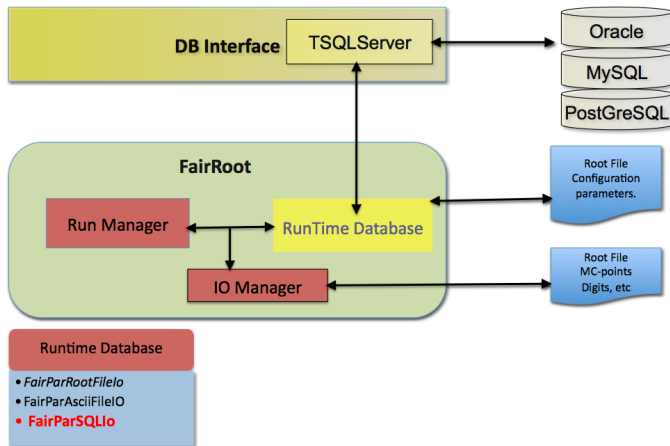 DB Interface
TSQLServer
Oracle
MySQL
PostGreSQL
FairRoot
Run Manager
RunTime Database
IO Manager
Root File
Configuration
parameters.
Root File
MC-points
Digits, etc
Runtime Database
• FairParRootFileIo
• FairParAsciiFileIO
• FairParSQLIo